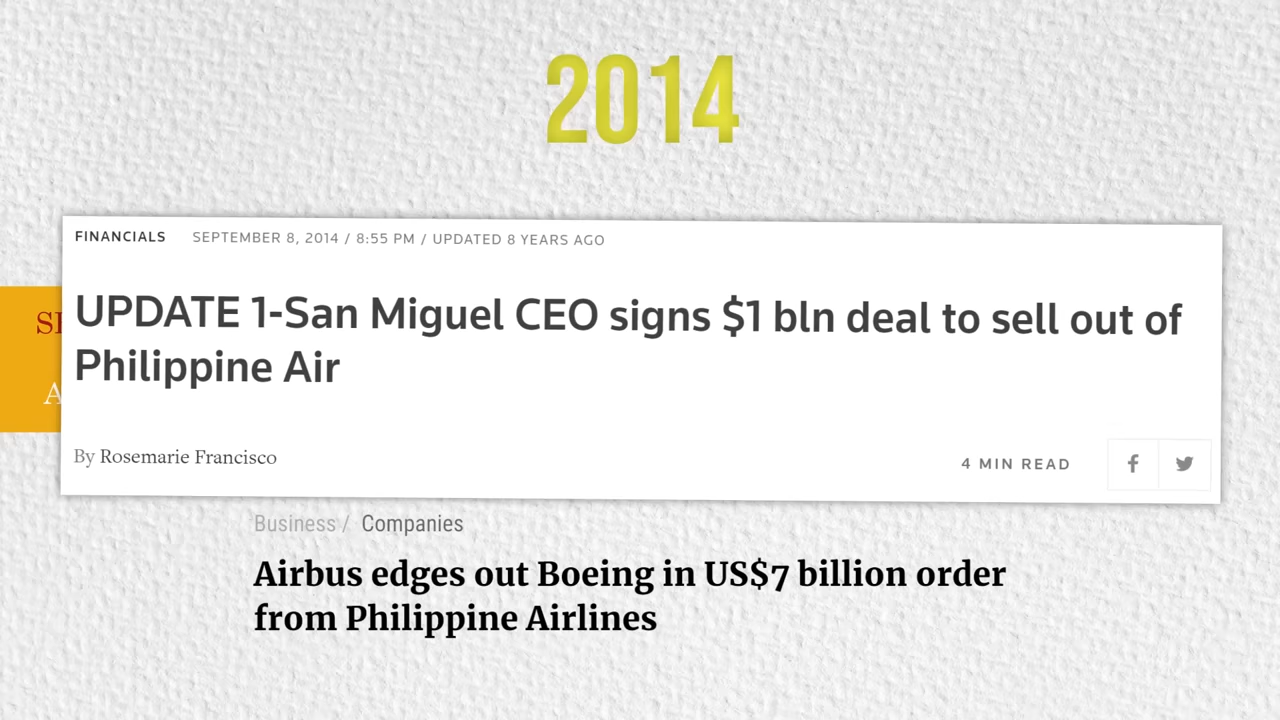 2014
FINANCIALS SEPTEMBER 8, 2014 / 8:55 PM / UPDATED 8 YEARS AGO
UPDATE 1-San Miguel CEO signs $1 bln deal to sell out of
Philippine Air
By Rosemarie Francisco
4 MIN READ
Business / Companies
Airbus edges out Boeing in US$7 billion order
from Philippine Airlines